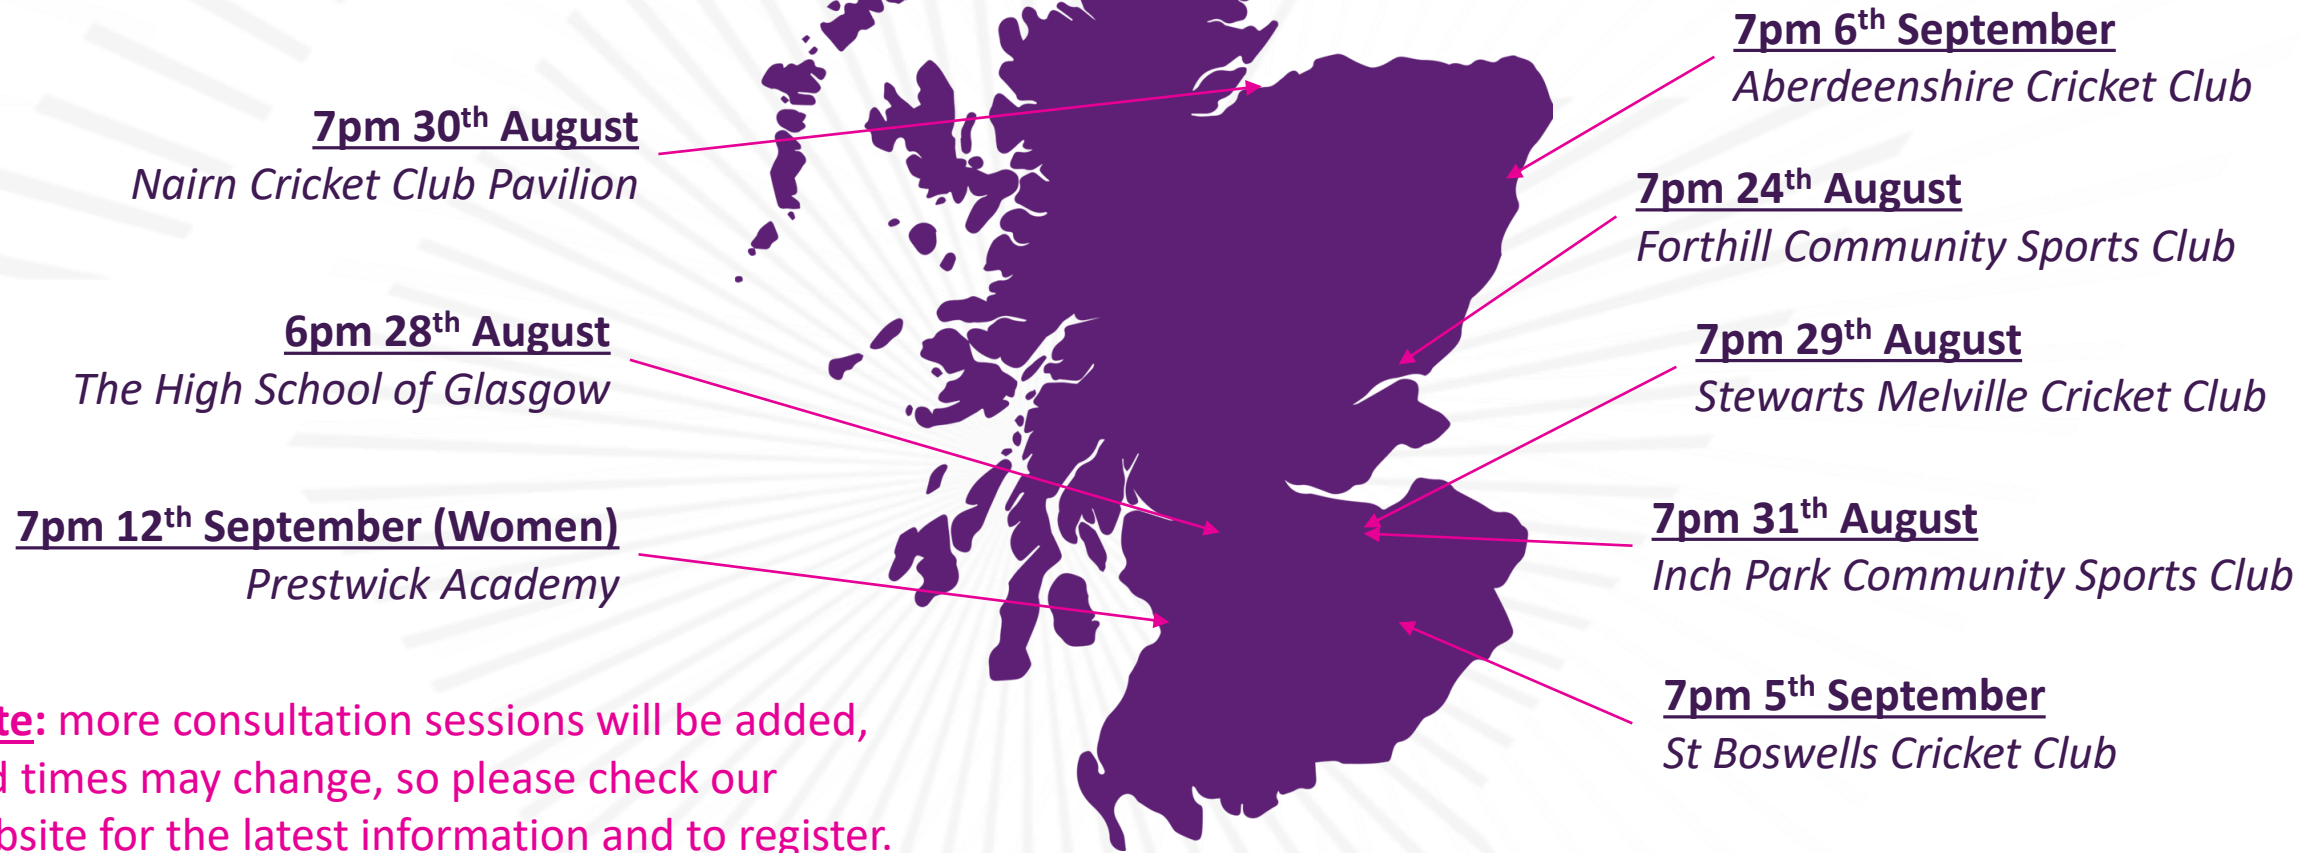 7pm 30th August
Nairn Cricket Club Pavilion
6pm 28th August
The High School of Glasgow
7pm 12th September (Women)
Prestwick Academy
te: more consultation sessions will be added,
d times may change, so please check our
bsite for the latest information and to register.
7pm 6th September
Aberdeenshire Cricket Club
7pm 24th August
Forthill Community Sports Club
7pm 29th August
Stewarts Melville Cricket Club
7pm 31th August
Inch Park Community Sports Club
7pm 5th September
St Boswells Cricket Club